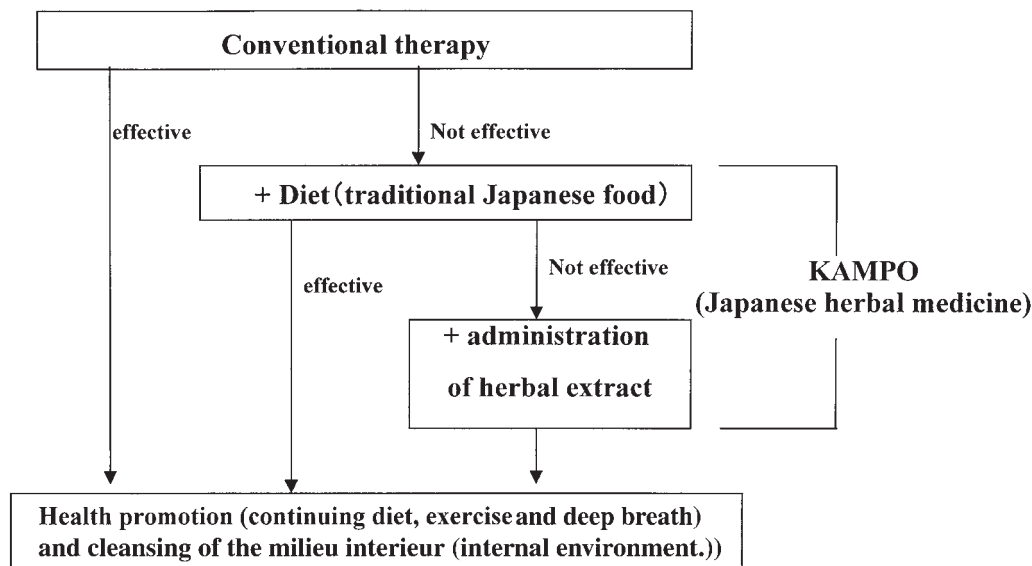 Conventional therapy
effective
Not effective
+ Diet（traditional Japanese food）
effective
Not effective
KAMPO
(Japanese herbal medicine)
+ administration
of herbal extract
Health promotion (continuing diet, exercise and deep breath)
and cleansing of the milieu interieur (internal environment.))